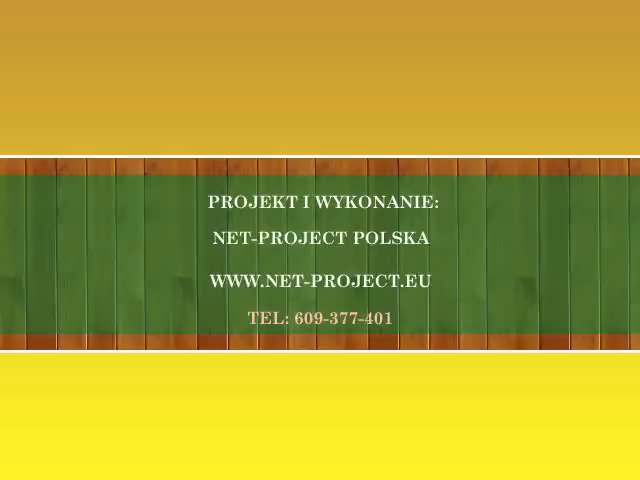 PROJEKT I WYKONANIE:
NET-PROJECT POLSKA
WWW.NET-PROJECT.EU
TEL: 609-377-401